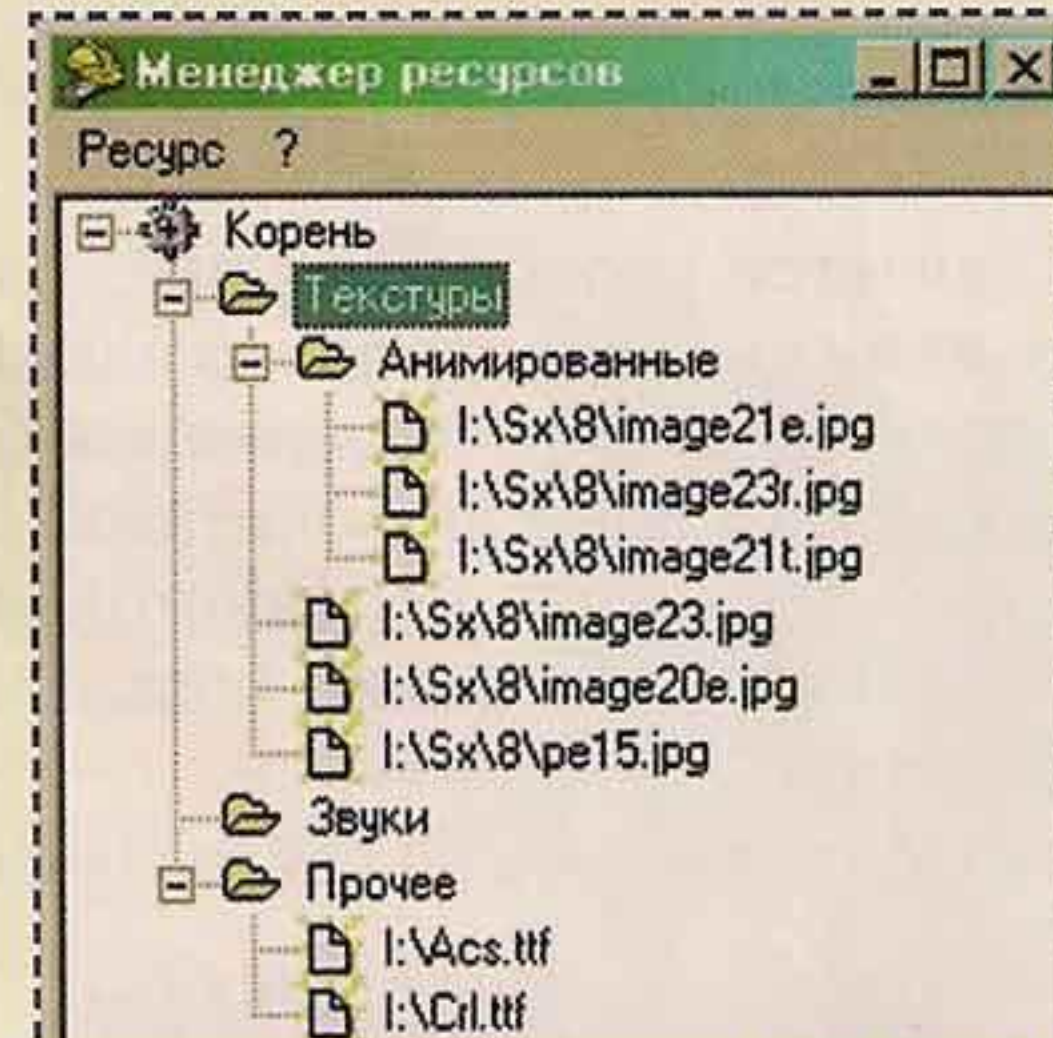 Менеджер ресурсов
Ресурс ?
Корень
Текстуры
Анимированные
I:\Sx\8\image21e.jpg
I:\Sx\8\image23r.jpg
I:\Sx\8\image21t.jpg
I:\Sx\8\image23.jpg
I:\Sx\8\image20e.jpg
I:\Sx\8\pe15.jpg
Звуки
Прочее
I:\Acs.ttf
I:\Crl.ttf